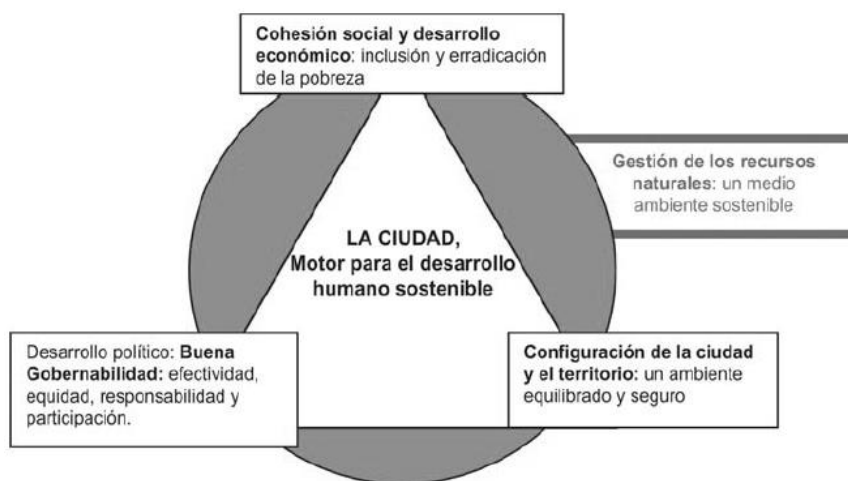 Cohesión social y desarrollo
económico: inclusión y erradicación
de la pobreza
Gestión de los recursos
naturales: un medio
ambiente sostenible
LA CIUDAD,
Motor para el desarrollo
humano sostenible
Desarrollo político: Buena
Gobernabilidad: efectividad,
equidad, responsabilidad y
participación.
Configuración de la ciudad
y el territorio: un ambiente
equilibrado y seguro